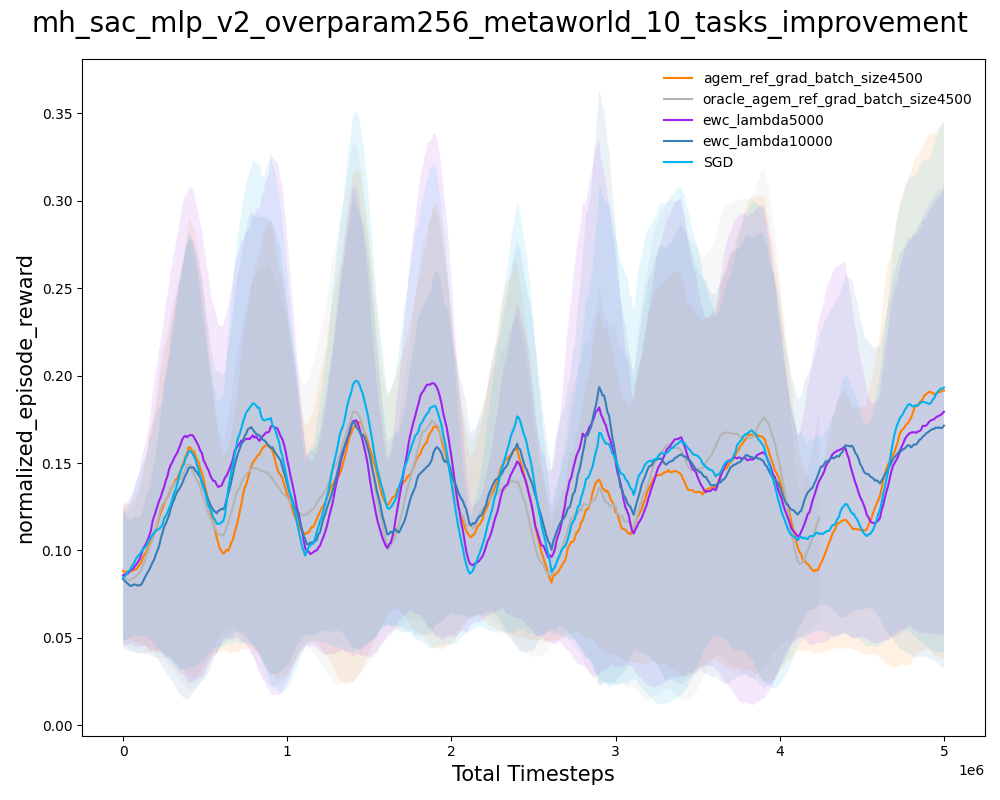 mh_sac_mlp_v2_overparam256_metaworld_10_tasks_improvement
agem_ref_grad_batch_size4500
oracle_agem_ref_grad_batch_size4500
ewc_lambda5000
ewc_lambda10000
SGD
normalized_episode_reward
0.35
0.30
0.25
0.20
0.15
0.10
0.05
0.00
0
1
2
3
4
5
1e6
Total Timesteps